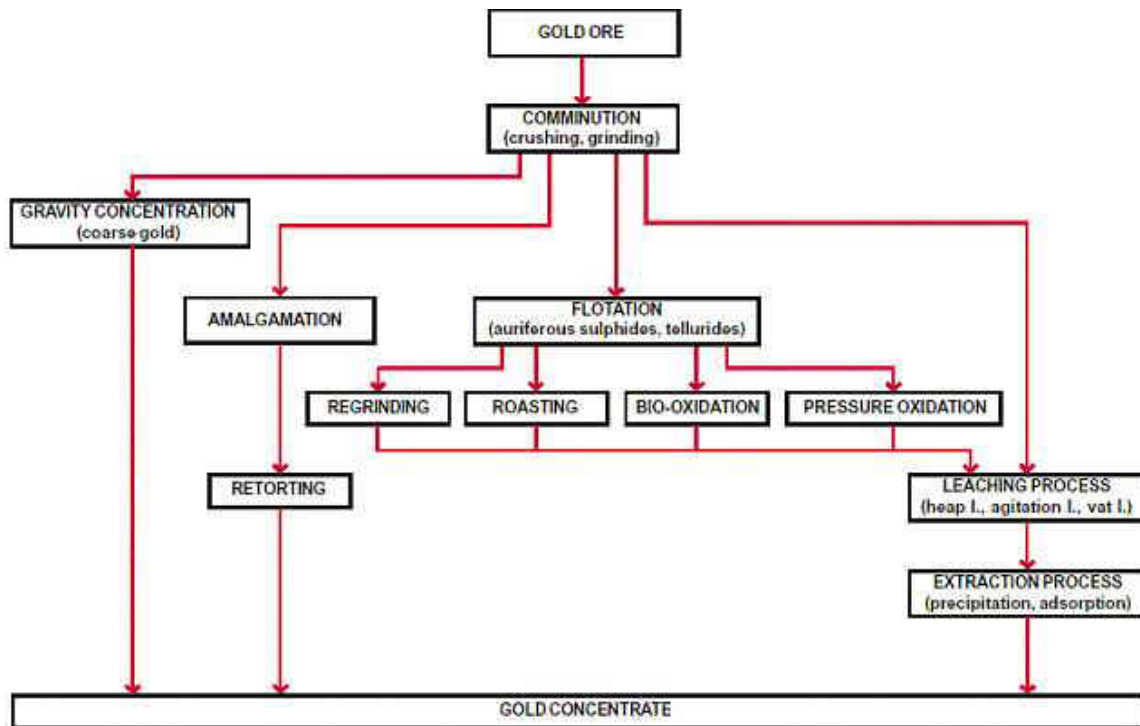 GOLD ORE
COMMINUTION
(crushing, grinding)
GRAVITY CONCENTRATION
(coarse gold)
AMALGAMATION
FLOTATION
(auriferous sulphides, tellurides)
REGRINDING
ROASTING
BIO-OXIDATION
PRESSURE OXIDATION
RETORTING
LEACHING PROCESS
(heap l., agitation l., vat l.)
EXTRACTION PROCESS
(precipitation, adsorption)
GOLD CONCENTRATE